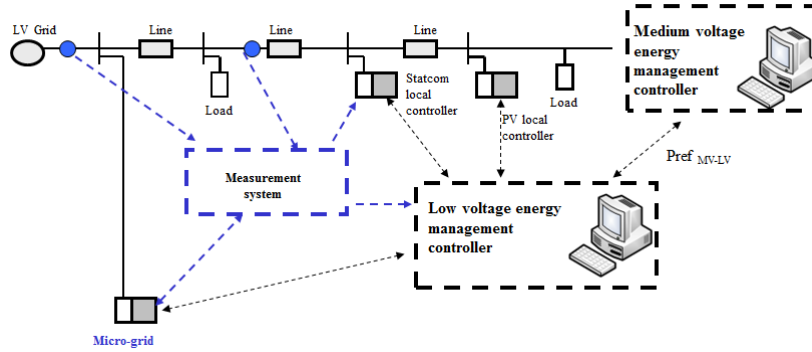 LV Grid
Line
Line
Line
Load
Statcom
local
controller
PV local
controller
Load
Medium voltage
energy
management
controller
Pref MV-LV
Measurement
system
Low voltage energy
management
controller
Micro-grid